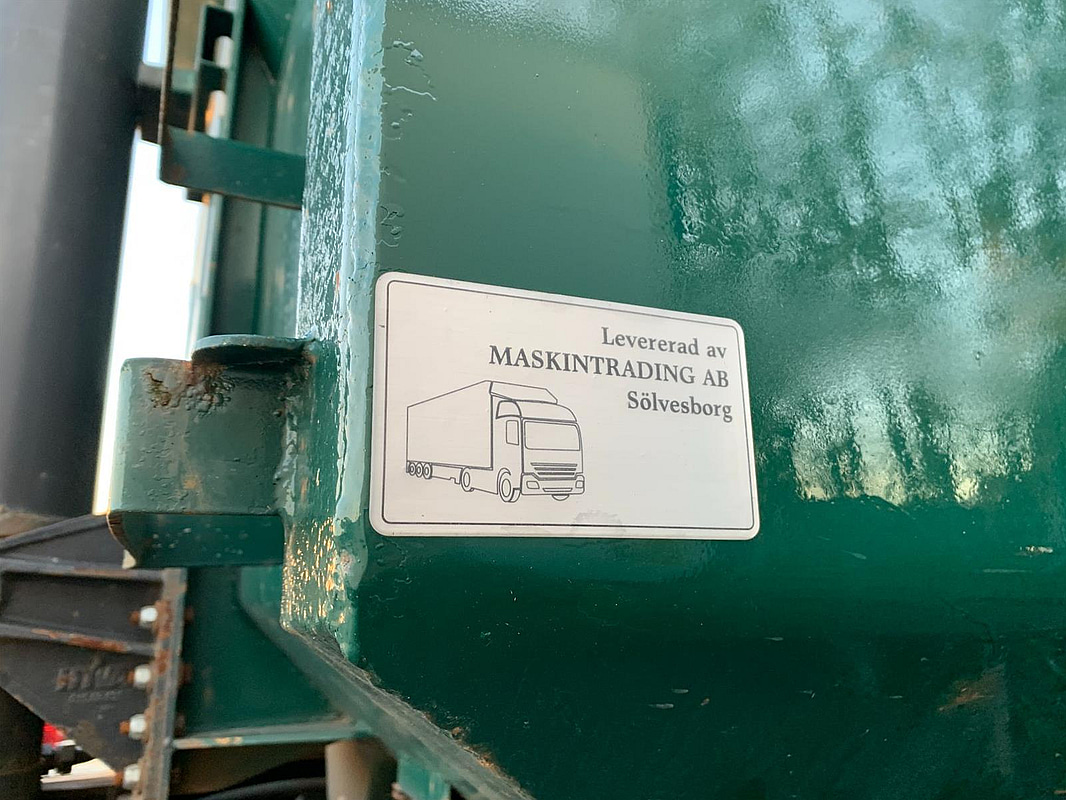 Levererad av
MASKINTRADING AB
Sölvesborg